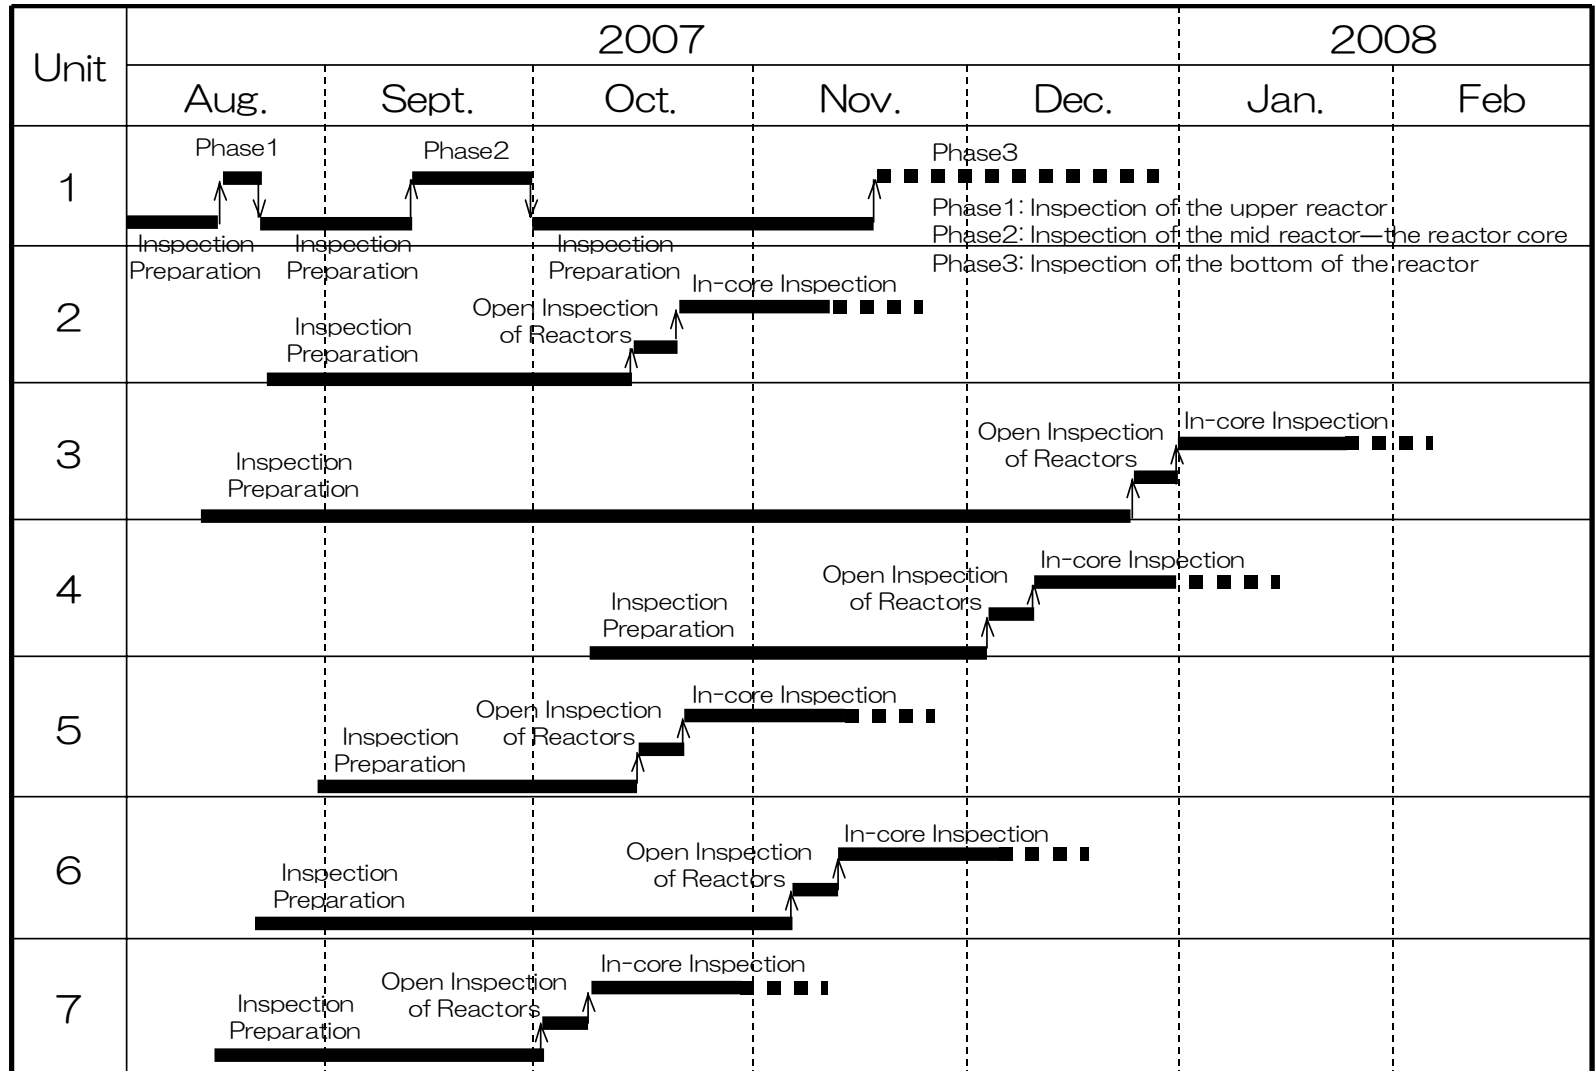 Unit
2007
2008
Aug.
Sept.
Oct.
Nov.
Dec.
Jan.
Feb
1
Phase1
Phase2
Phase3
Inspection
Preparation
Inspection
Preparation
Inspection
Preparation
Phase1: Inspection of the upper reactor
Phase2: Inspection of the mid reactor—the reactor core
Phase3: Inspection of the bottom of the reactor
2
Inspection
Preparation
Open Inspection
of Reactors
In-core Inspection
3
Inspection
Preparation
Open Inspection
of Reactors
In-core Inspection
4
Inspection
Preparation
Open Inspection
of Reactors
In-core Inspection
5
Inspection
Preparation
Open Inspection
of Reactors
In-core Inspection
6
Inspection
Preparation
Open Inspection
of Reactors
In-core Inspection
7
Inspection
Preparation
Open Inspection
of Reactors
In-core Inspection